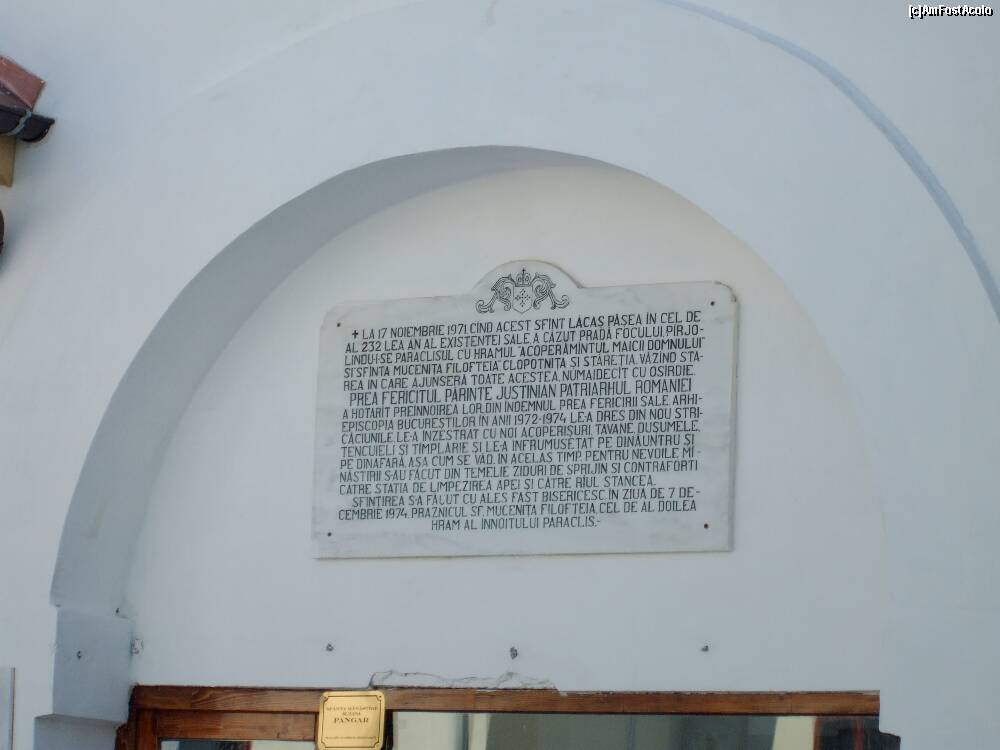 (c)AmFostAcolo
+ LA 17 NOIEMBRIE 1971, CÎND ACEST SFÎNT LĂCAȘ PĂȘEA ÎN CEL DE
AL 232 LEA AN AL EXISTENȚEI SALE, A CĂZUT PRADĂ FOCULUI, PÎRJO-
LINDU-I-SE PARACLISUL CU HRAMUL "ACOPERĂMÎNTUL MAICII DOMNULUI"
ȘI "SFÎNTA MUCENIȚA FILOFTEIA", CLOPOTNIȚA ȘI STĂREȚIA. VĂZÎND STA-
REA ÎN CARE AJUNSERĂ TOATE ACESTEA, NUMAIDECÎT CU OSÎRDIE,
PREA FERICITUL PĂRINTE JUSTINIAN PATRIARHUL ROMÂNIEI
A HOTĂRÎT PREÎNNOIREA LOR. DIN ÎNDEMNUL PREA FERICIRII SALE, ARHI-
EPISCOPIA BUCUREȘTILOR, ÎN ANII 1972-1974, LE-A DRES DIN NOU STRI-
CĂCIUNILE, LE-A ÎNZESTRAT CU NOI ACOPERIȘURI, TAVANE, DUȘUMELE,
TENCUIELI ȘI TÎMPLĂRIE ȘI LE-A ÎNFRUMUSEȚAT PE DINĂUNTRU ȘI
PE DINAFARĂ, AȘA CUM SE VĂD. ÎN ACELAȘ TIMP, PENTRU NEVOILE MĂ-
NĂSTIRII S-AU FĂCUT DIN TEMELIE ZIDURI DE SPRIJIN ȘI CONTRAFORȚI
CĂTRE STAȚIA DE LIMPEZIREA APEI ȘI CĂTRE RÎUL STÂNCEA.
SFINȚIREA S-A FĂCUT CU ALES FAST BISERICESC, ÎN ZIUA DE 7 DE-
CEMBRIE 1974, PRAZNICUL SF. MUCENIȚA FILOFTEIA, CEL DE AL DOILEA
HRAM AL ÎNNOITULUI PARACLIS.-
PANGAR